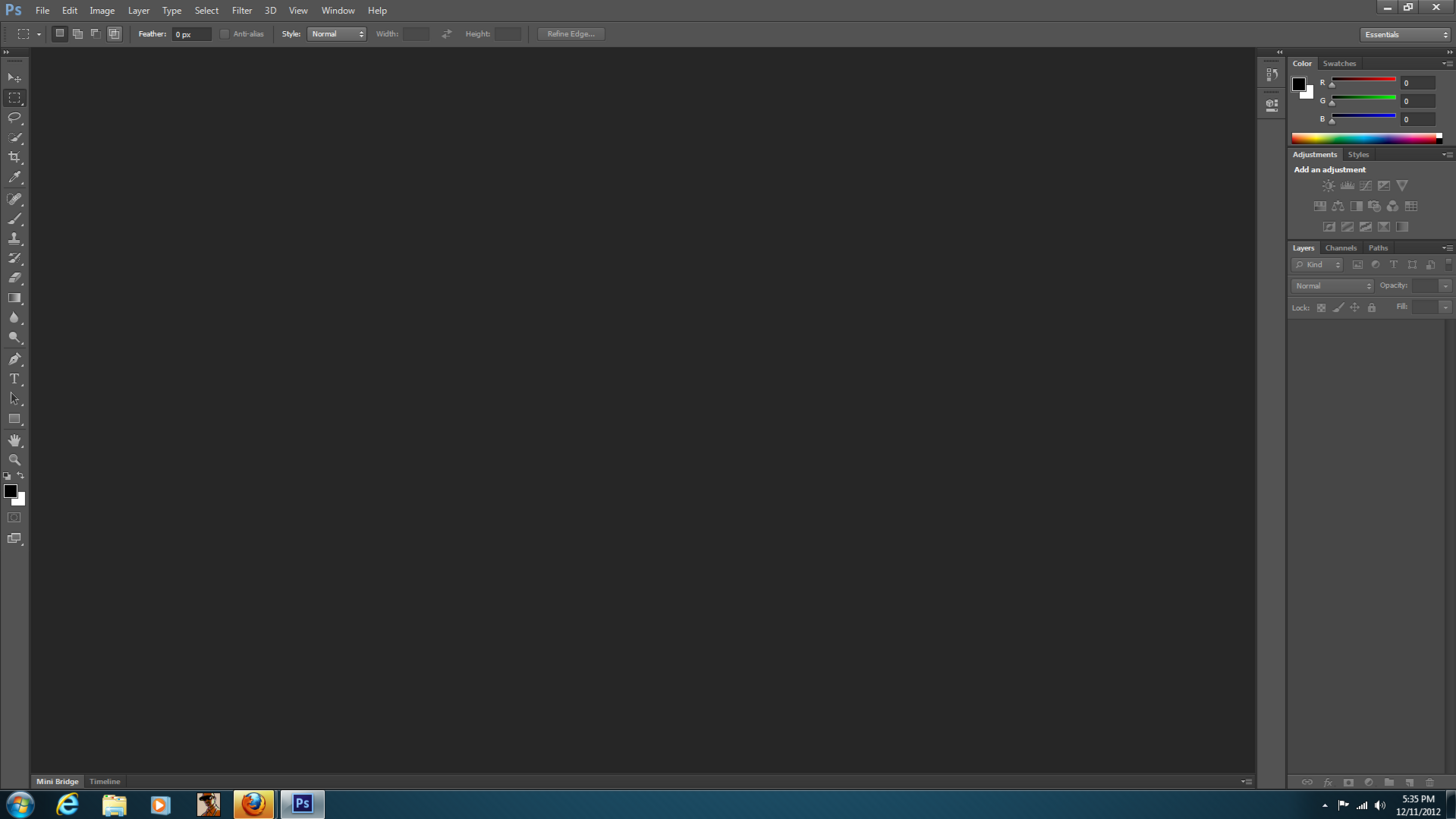 Ps File Edit Image Layer Type Select Filter 3D View Window Help
Feather: 0 px Anti-alias Style: Normal Width: Height: Refine Edge... Essentials
Color Swatches
R 0
G 0
B 0
Adjustments Styles
Add an adjustment
Layers Channels Paths
Kind T
Normal Opacity:
Lock: Fill:
T
fx
Mini Bridge Timeline
Ps
5:35 PM
12/11/2012